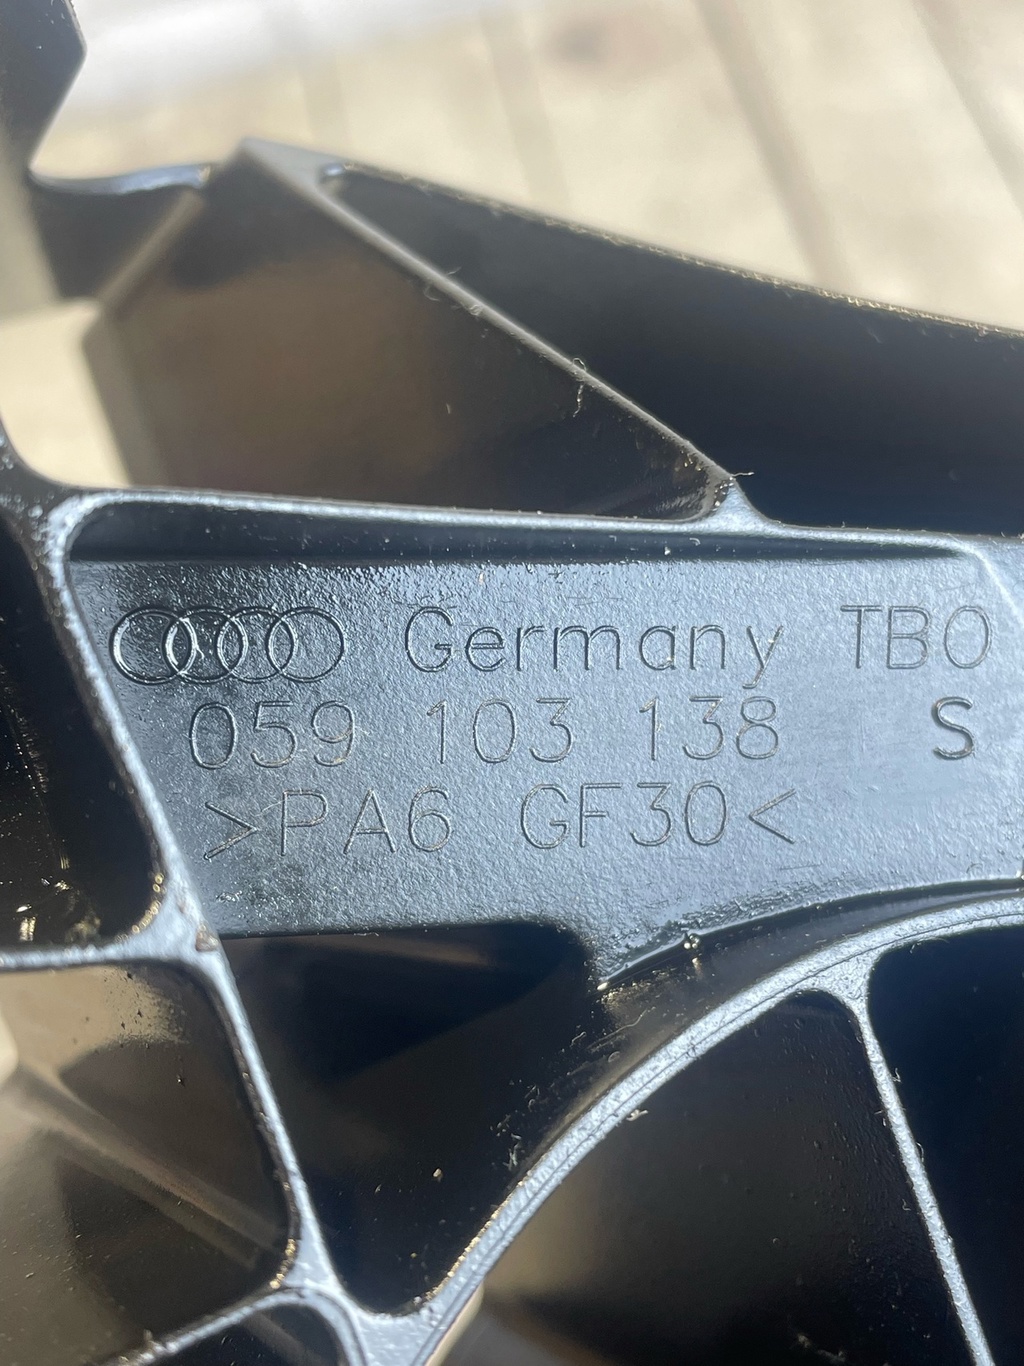 Germany TBO
059 103 138 S
>PA6 GF30<